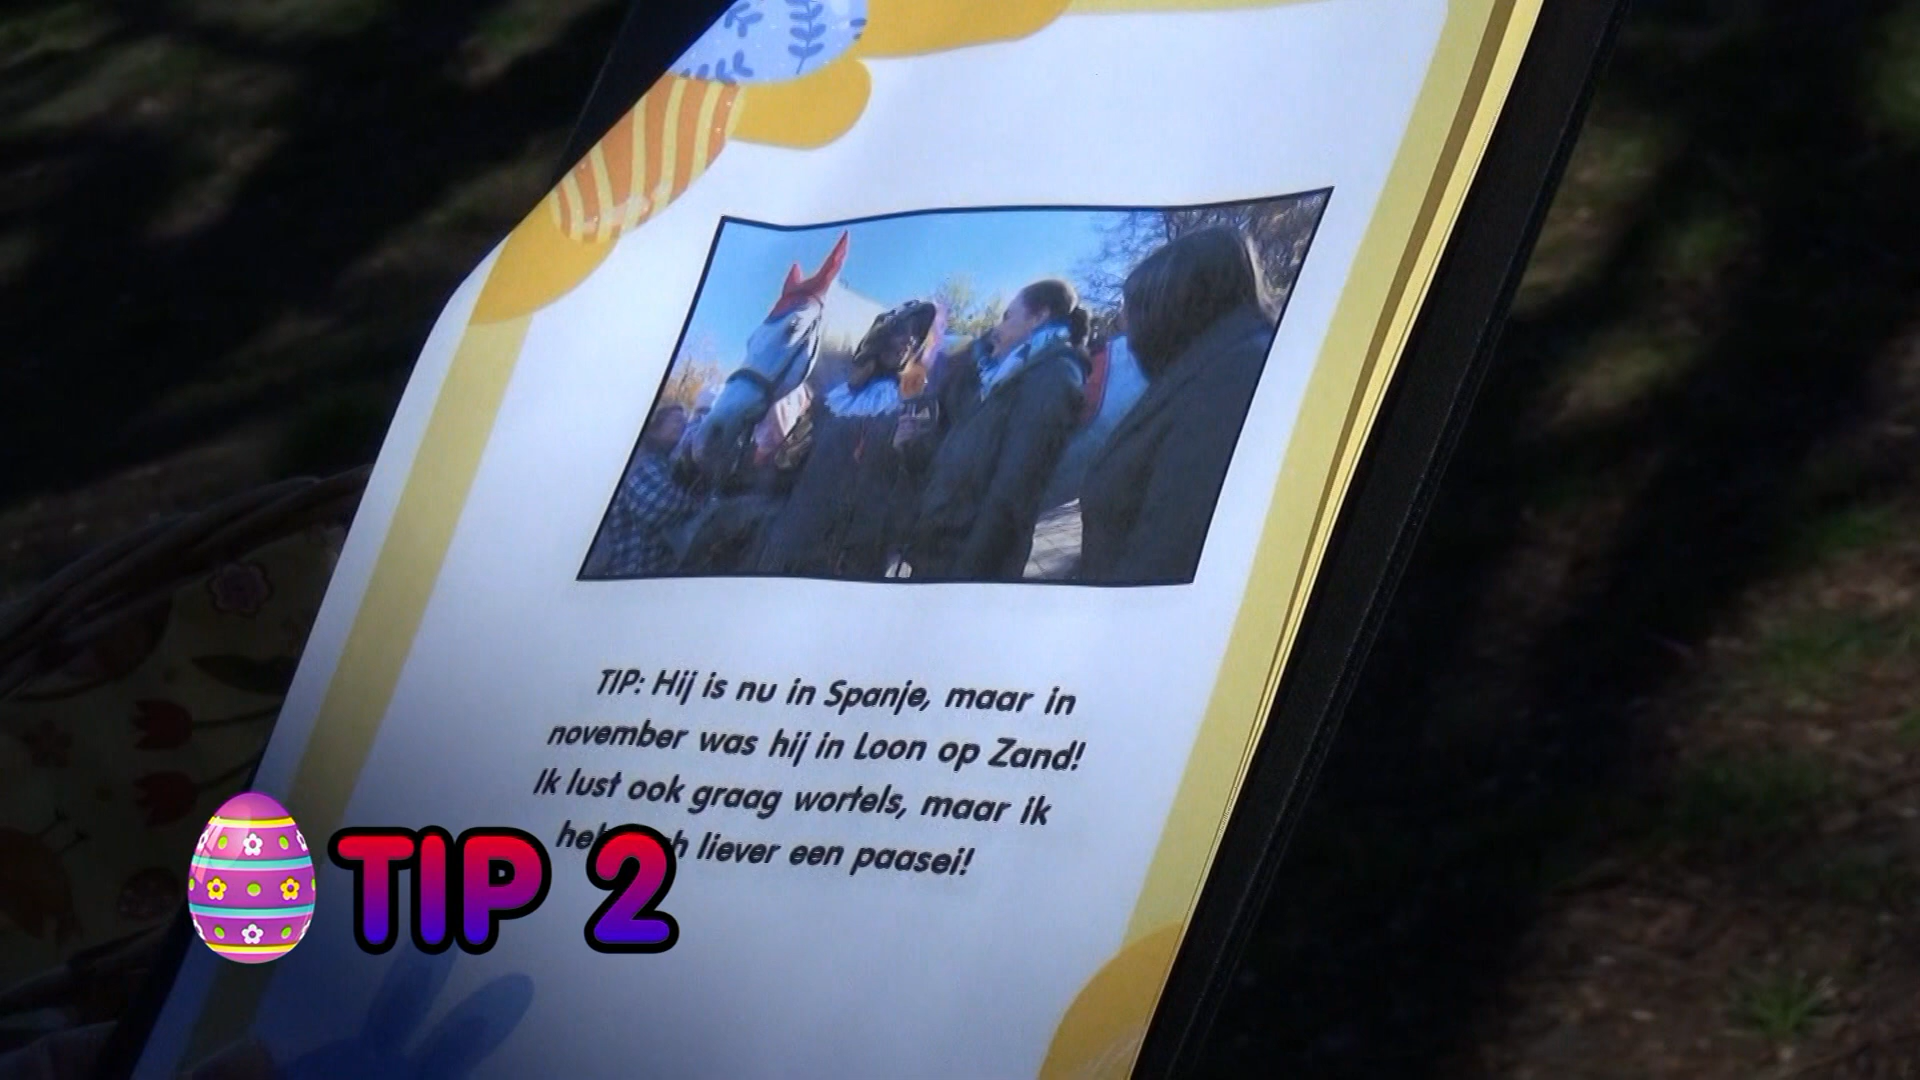 TIP: Hij is nu in Spanje, maar in
november was hij in Loon op Zand!
Ik lust ook graag wortels, maar ik
liever een paasei!
TIP 2